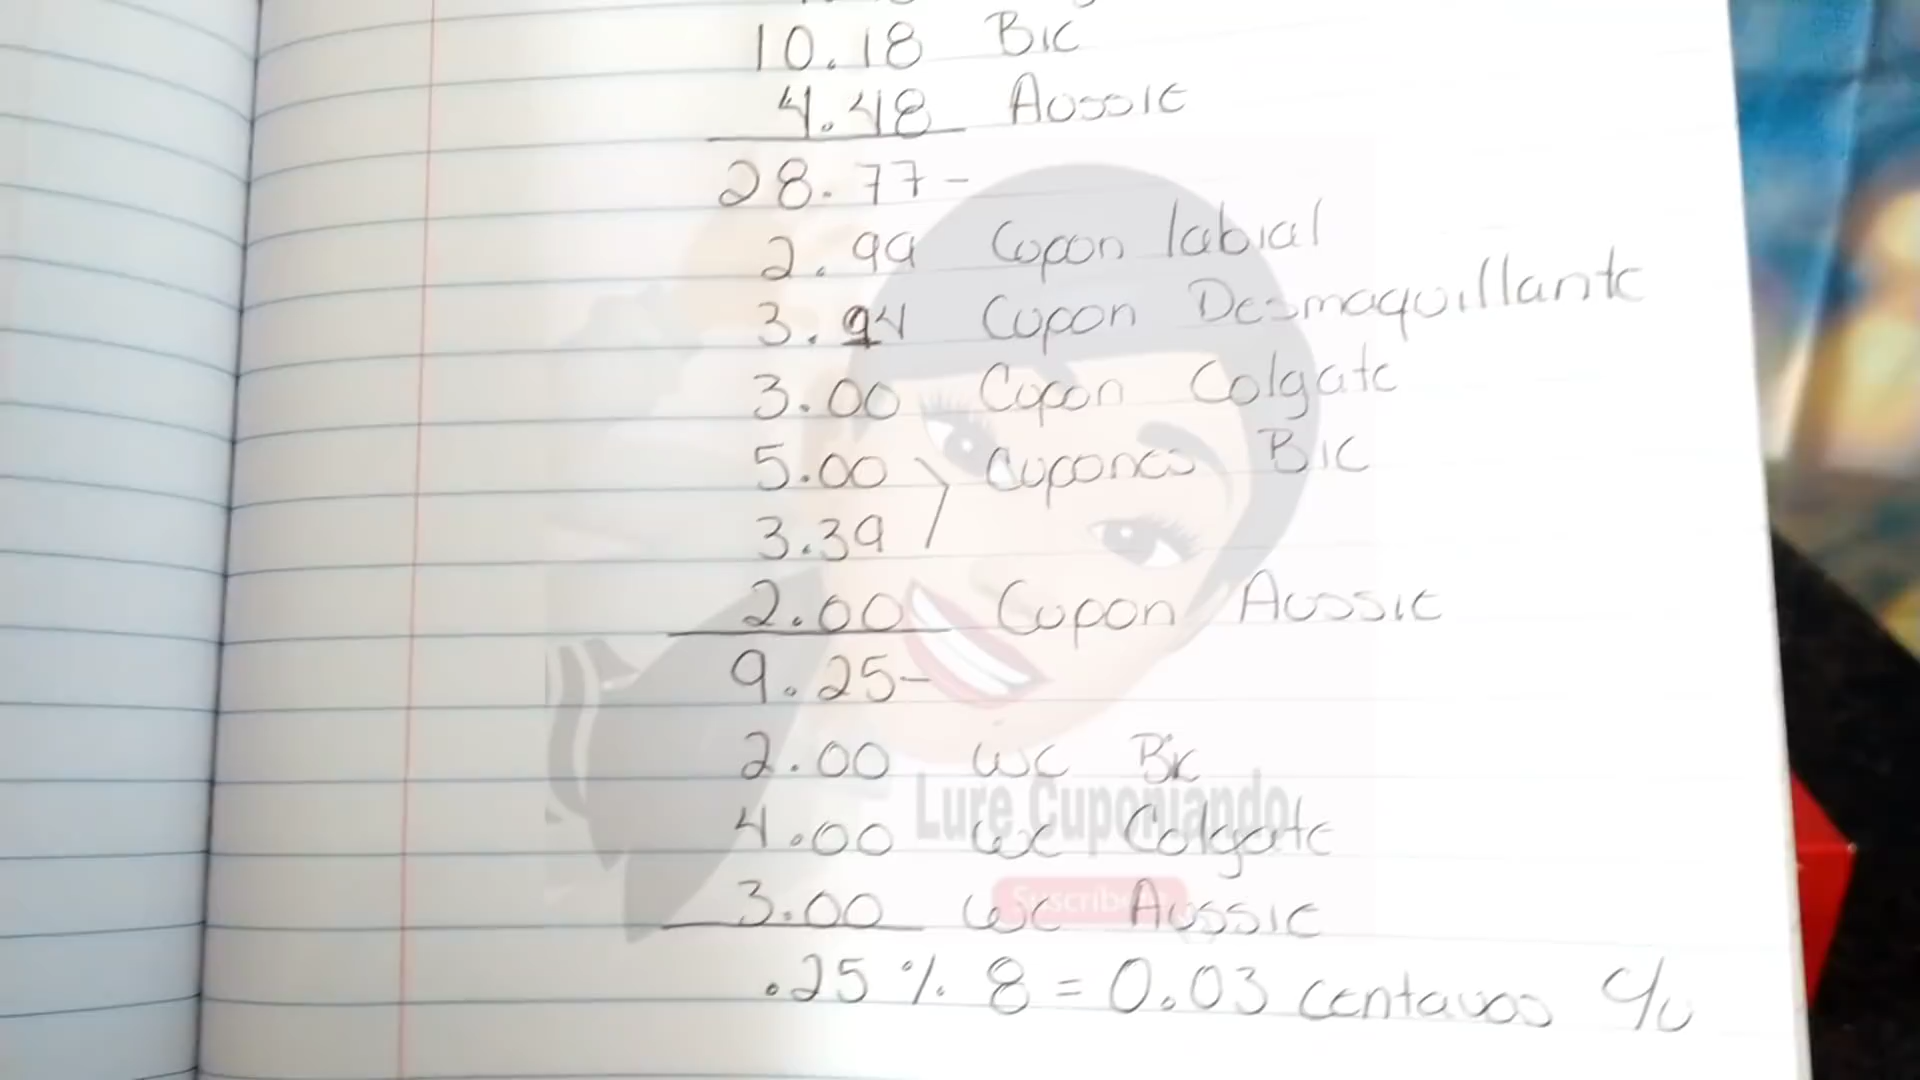 10.18 Bic
4.48 Aussie
28.77-
2.99 Cupon labial
3.94 Cupon Desmaquillante
3.00 Cupon Colgate
5.00 Cupones Bic
3.39
2.00 Cupon Aussie
9.25-
2.00 WC Bic
Lure Cuponiando
4.00 WC Colgate
Suscribe
3.00 WC Aussie
.25 % 8 = 0.03 centavos c/u